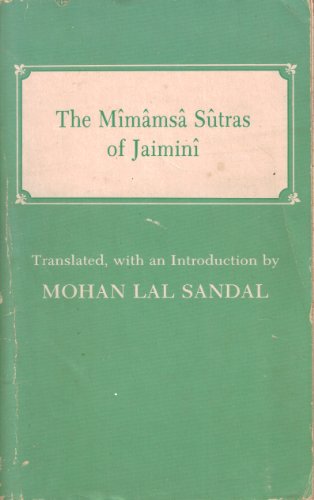 The Mîmâmsâ Sûtras
of Jaiminî
Translated, with an Introduction by
MOHAN LAL SANDAL